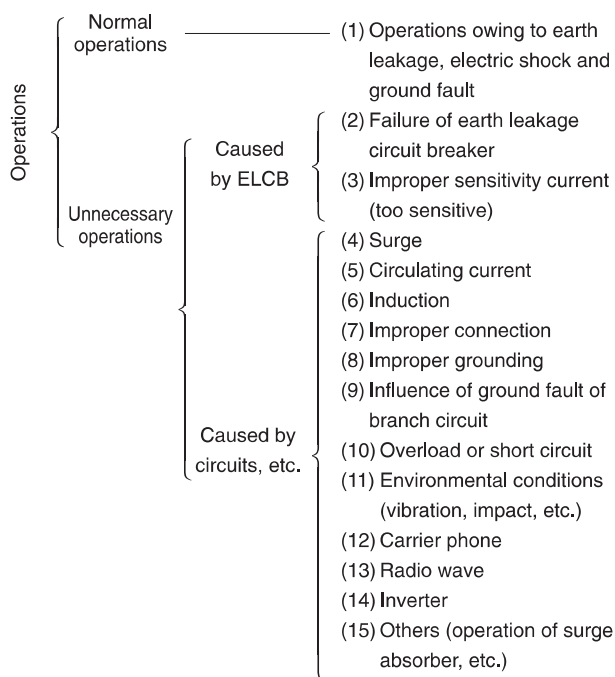 Operations
Normal
operations
(1) Operations owing to earth
leakage, electric shock and
ground fault
Unnecessary
operations
Caused
by ELCB
(2) Failure of earth leakage
circuit breaker
(3) Improper sensitivity current
(too sensitive)
Caused by
circuits, etc.
(4) Surge
(5) Circulating current
(6) Induction
(7) Improper connection
(8) Improper grounding
(9) Influence of ground fault of
branch circuit
(10) Overload or short circuit
(11) Environmental conditions
(vibration, impact, etc.)
(12) Carrier phone
(13) Radio wave
(14) Inverter
(15) Others (operation of surge
absorber, etc.)